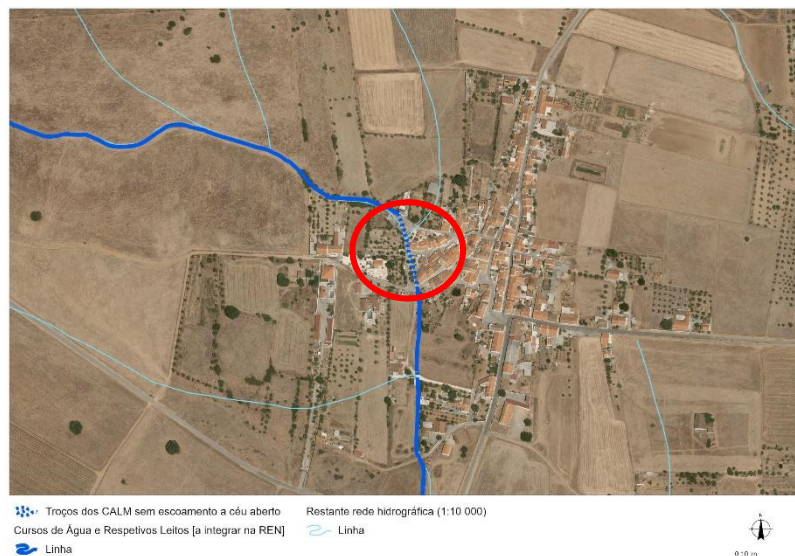 Troços dos CALM sem escoamento a céu aberto
Cursos de Água e Respetivos Leitos [a integrar na REN]
Linha
Restante rede hidrográfica (1:10 000)
Linha